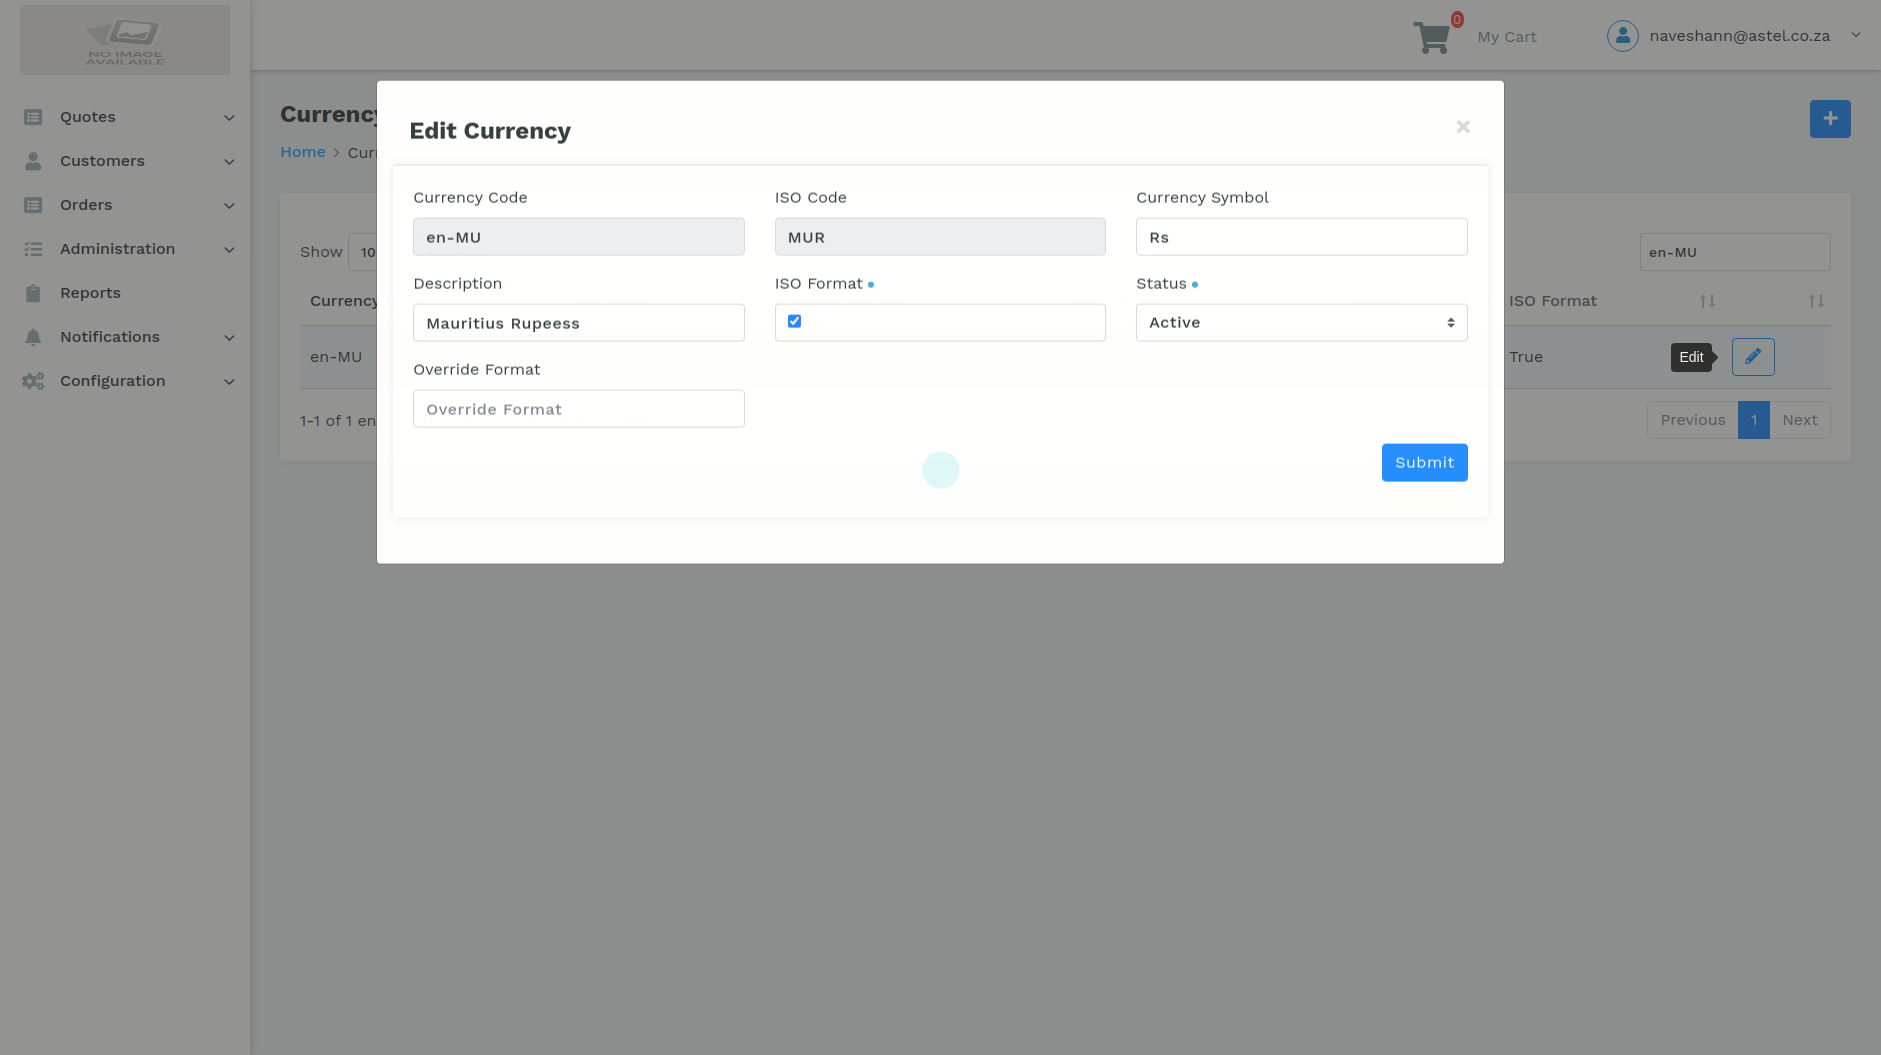 NO IMAGE
AVAILABLE
0
My Cart
naveshann@astel.co.za
Quotes
Customers
Orders
Administration
Reports
Notifications
Configuration
Currency
Home > Curr
Show 10
en-MU
Currency
ISO Format
en-MU
True
Edit
1-1 of 1 en
Previous 1 Next
Edit Currency
×
Currency Code
ISO Code
Currency Symbol
en-MU
MUR
Rs
Description
ISO Format
Status
Mauritius Rupeess
Active
Override Format
Override Format
Submit